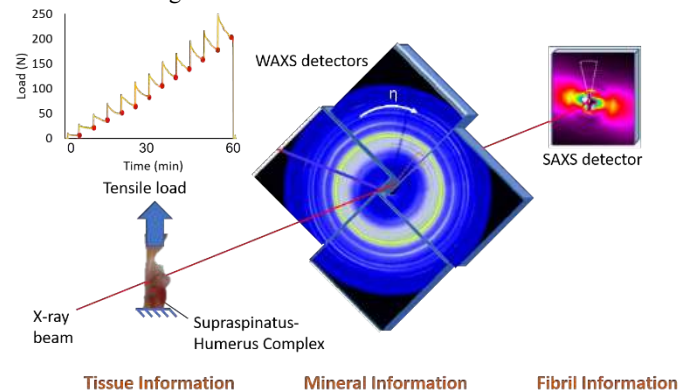 250
200
150
100
50
0
Load (N)
0
30
60
Time (min)
Tensile load
WAXS detectors
η
SAXS detector
X-ray
beam
Supraspinatus-
Humerus Complex
Tissue Information
Mineral Information
Fibril Information